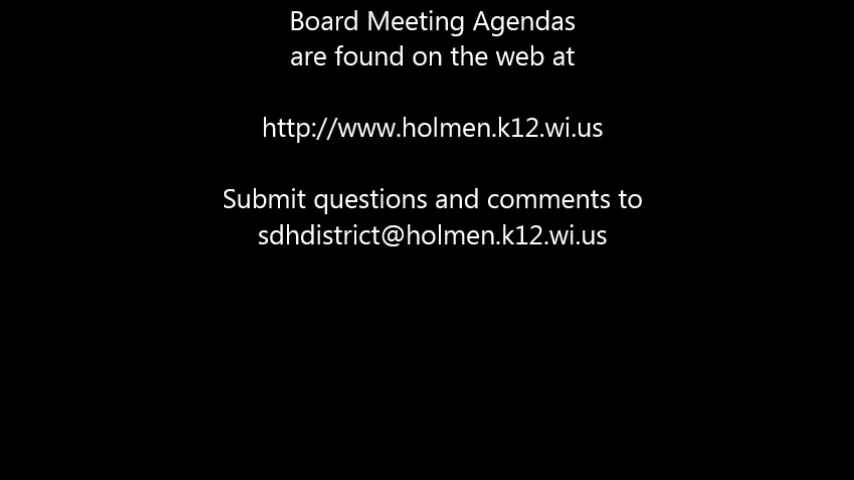 Board Meeting Agendas
are found on the web at
http://www.holmen.k12.wi.us
Submit questions and comments to
sdhdistrict@holmen.k12.wi.us